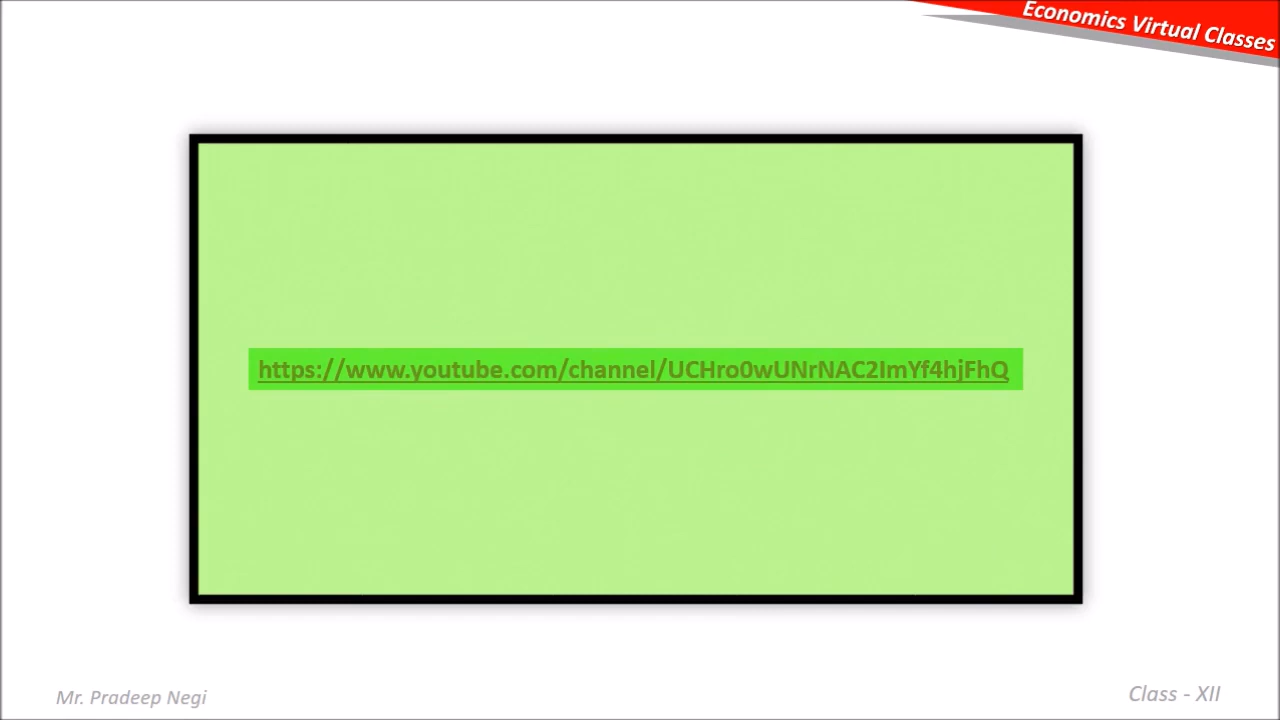 Economics Virtual Classes
https://www.youtube.com/channel/UCHro0wUNrNAC2ImYf4hjFhQ
Mr. Pradeep Negi
Class - XII